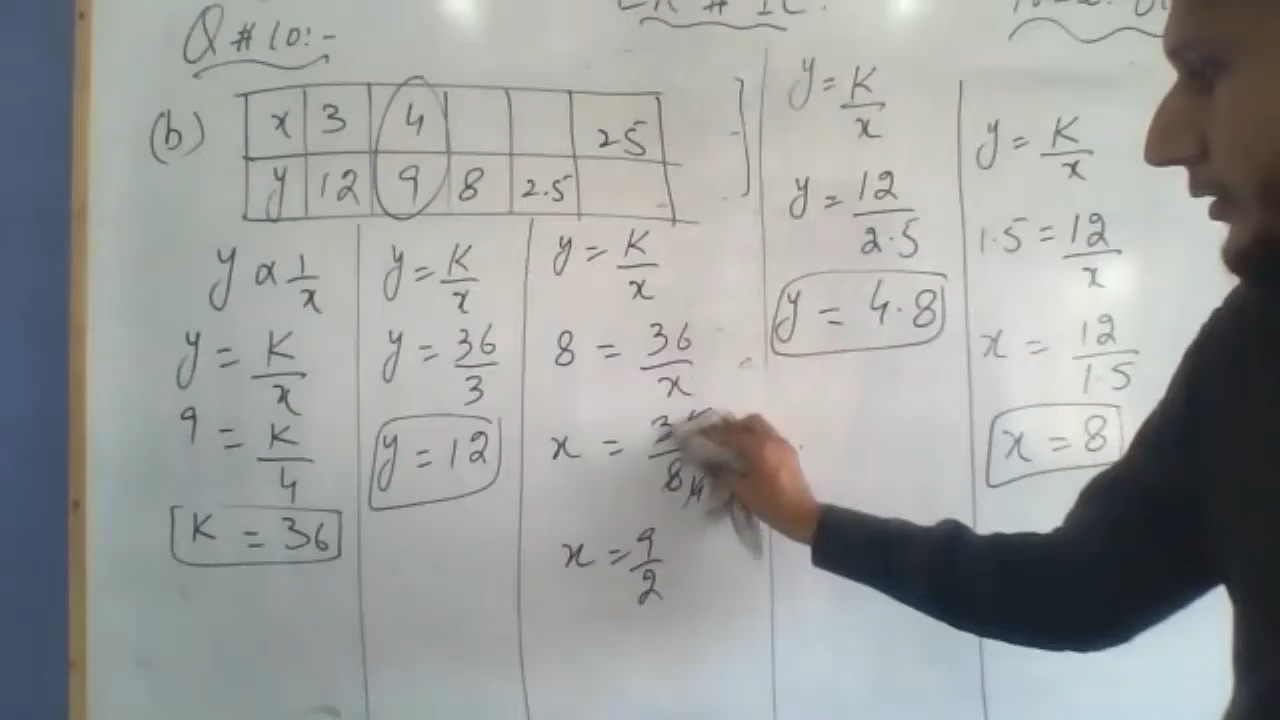 Q # 10:-
(b)
x 3 4 25
y 12 9 8 2.5
y ∝ 1/x
y = K/x
9 = K/4
K = 36
y = K/x
y = 36/3
y = 12
y = K/x
8 = 36/x
x = 9/2
y = K/x
y = 12/2.5
y = 4.8
y = K/x
1.5 = 12/x
x = 12/1.5
x = 8